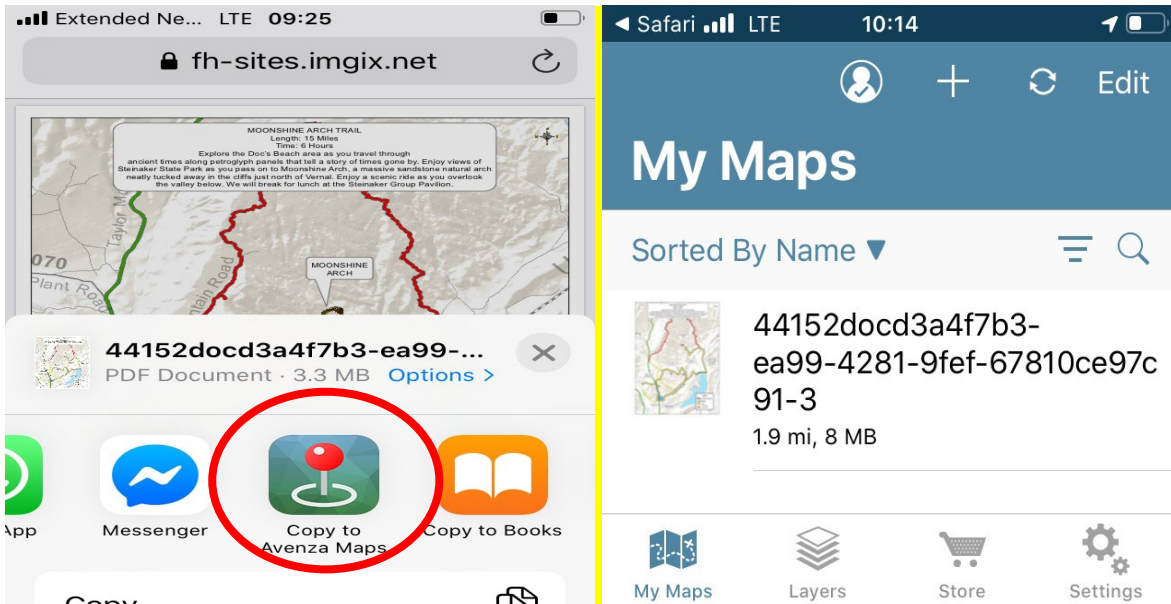 Extended Ne... LTE 09:25
fh-sites.imgix.net
MOONSHINE ARCH TRAIL
Length: 15 Miles
Time: 6 Hours
Explore the Doc's Beach area as you travel through
ancient times along petroglyph panels that tell a story of times gone by. Enjoy views of
Steinaker State Park as you pass on to Moonshine Arch, a massive sandstone natural arch
neatly tucked away in the cliffs just north of Vernal. Enjoy a scenic ride as you overlook
the valley below. We will break for lunch at the Steinaker Group Pavilion.
Taylor M
070
Plant Road
ntain Road
MOONSHINE
ARCH
44152docd3a4f7b3-ea99-...
PDF Document · 3.3 MB Options >
App
Messenger
Copy to
Avenza Maps
Copy to Books
Copy
Safari LTE 10:14
Edit
My Maps
Sorted By Name ▼
44152docd3a4f7b3-
ea99-4281-9fef-67810ce97c
91-3
1.9 mi, 8 MB
My Maps
Layers
Store
Settings